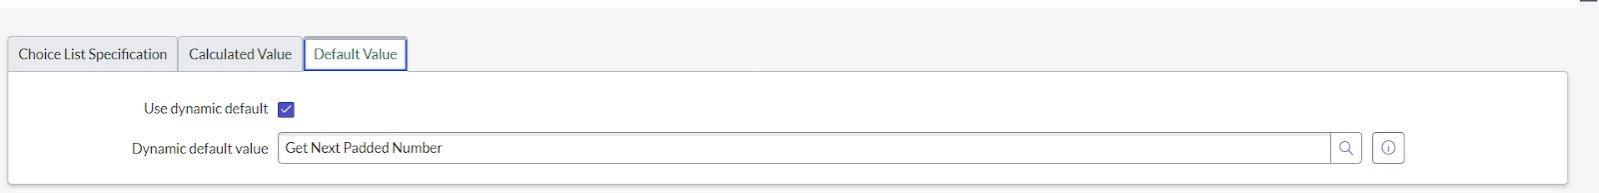 Choice List Specification Calculated Value Default Value
Use dynamic default
Dynamic default value Get Next Padded Number